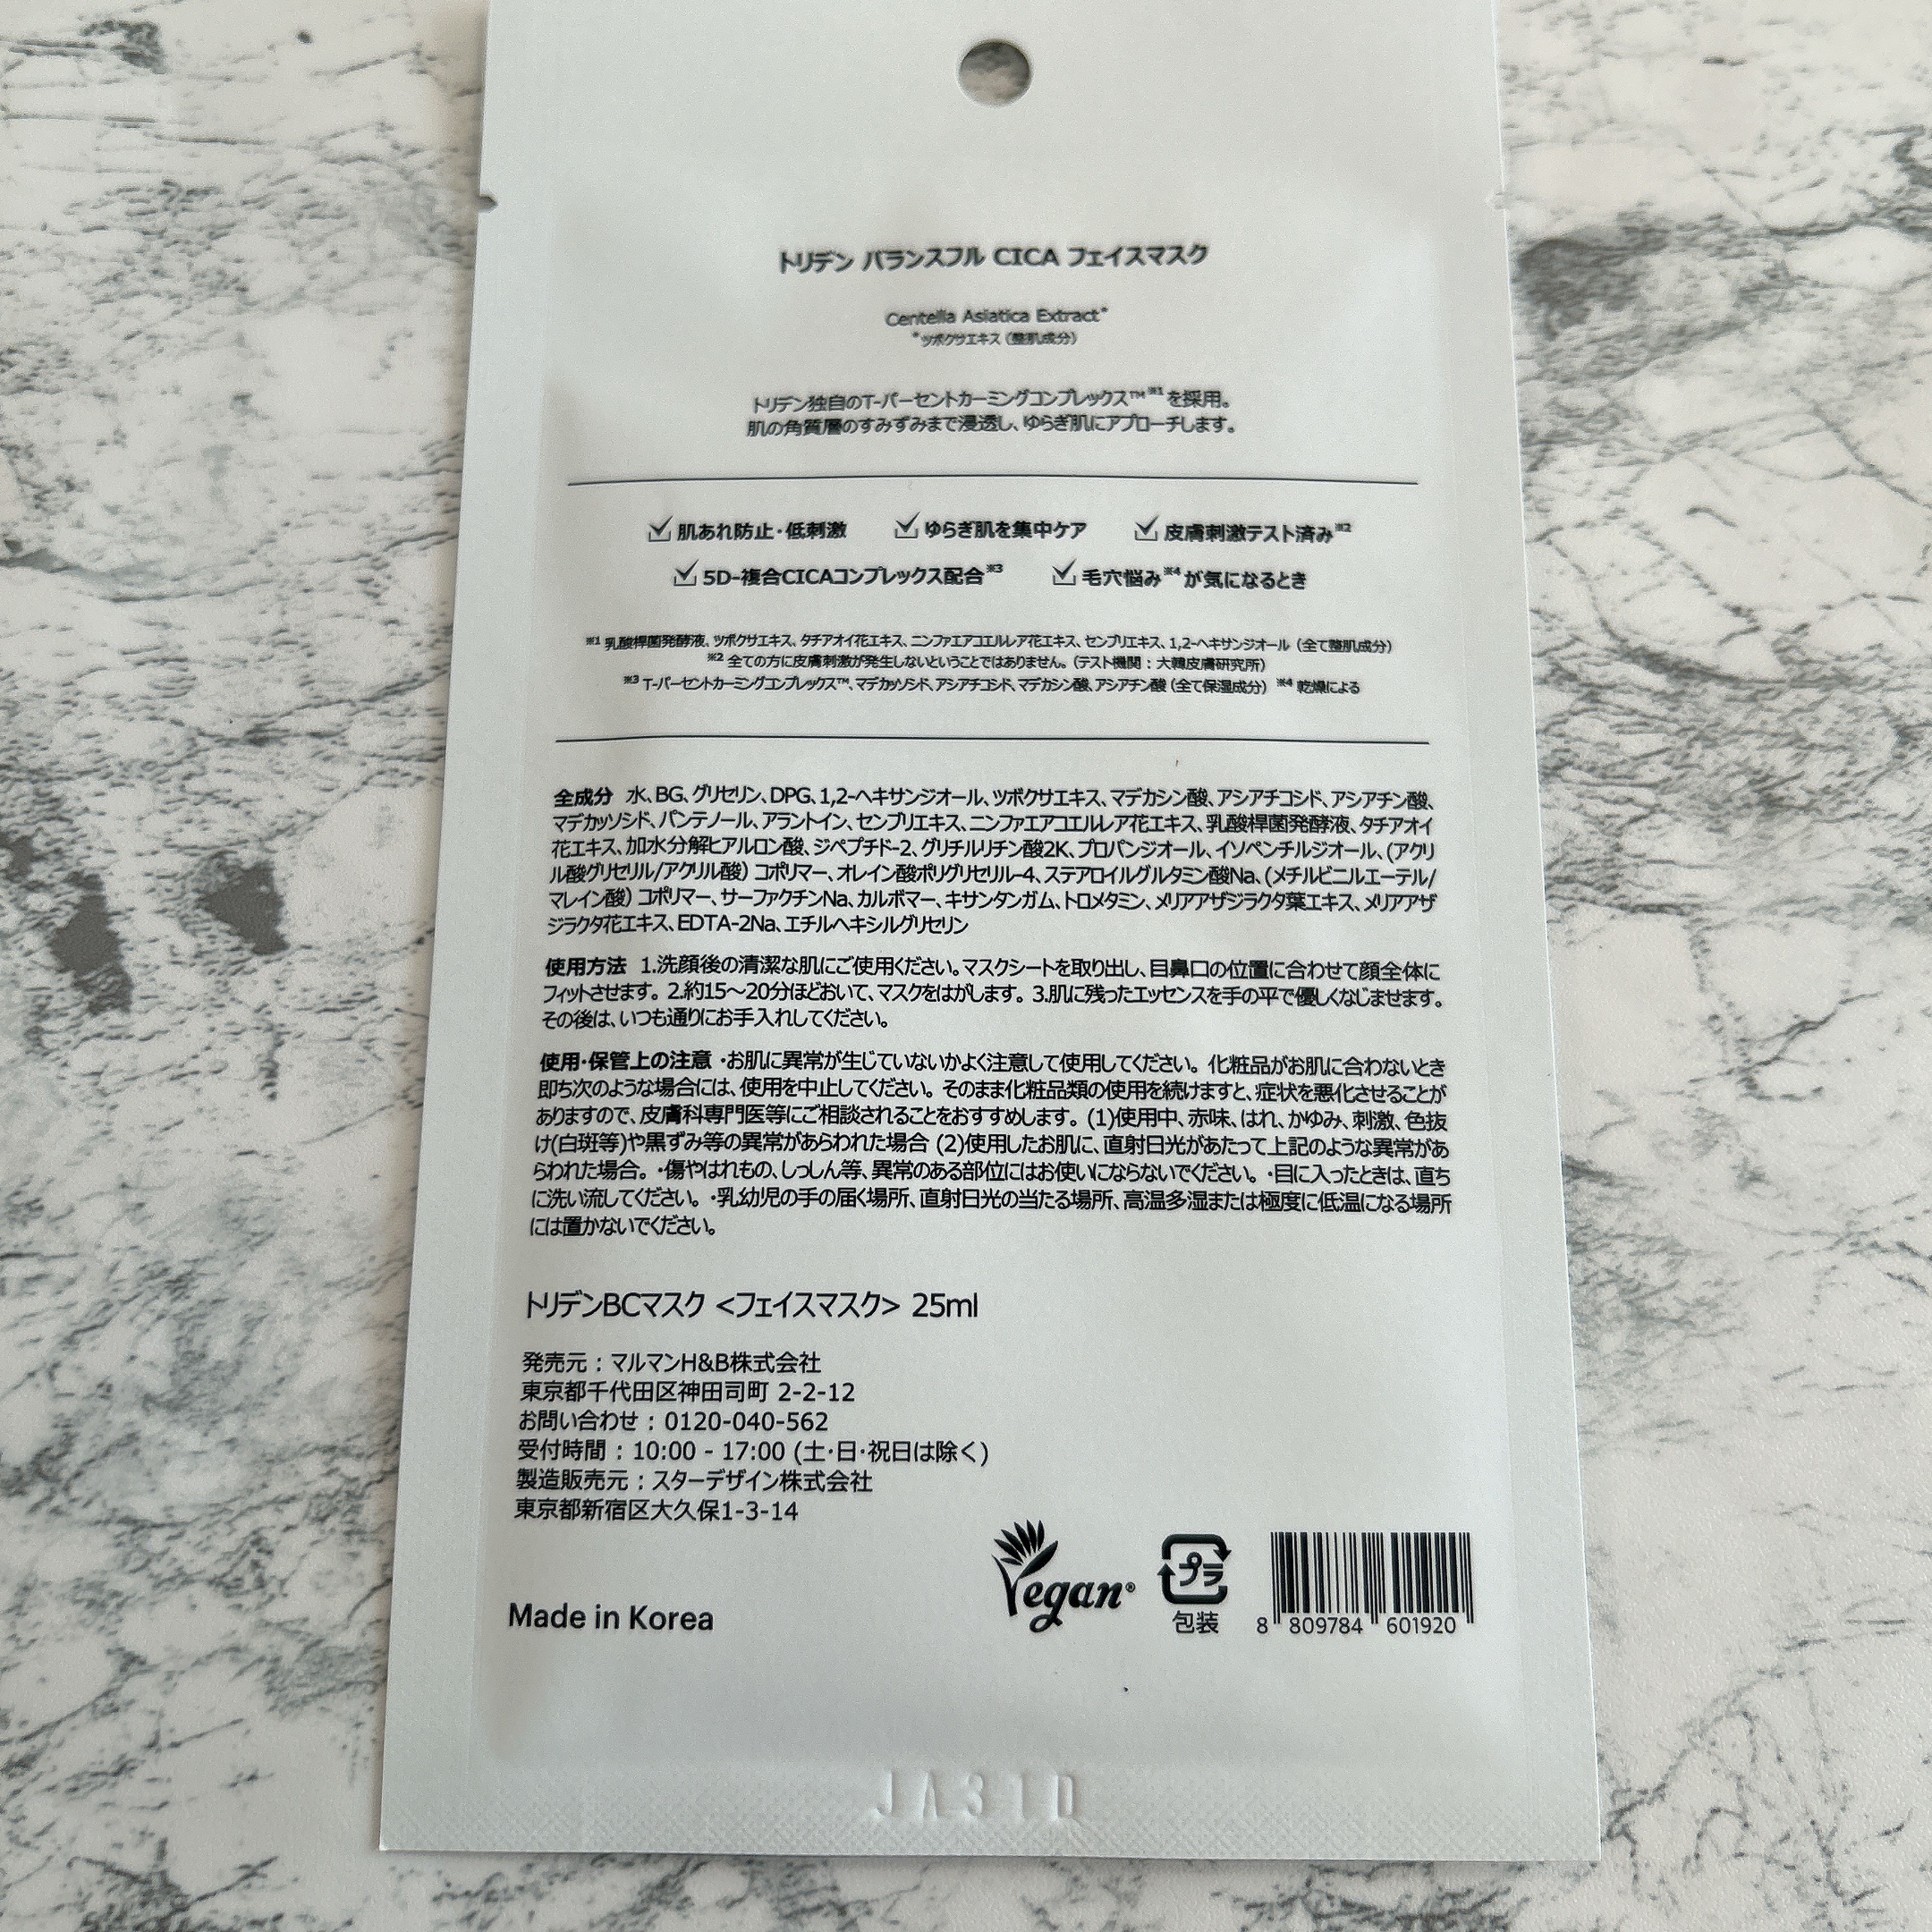 トリデン バランスフル CICA フェイスマスク
Centella Asiatica Extract*
*ツボクサエキス（整肌成分）
トリデン独自のT-パーセントカーミングコンプレックス™※1を採用。
肌の角質層のすみずみまで浸透し、ゆらぎ肌にアプローチします。
肌あれ防止・低刺激 ゆらぎ肌を集中ケア 皮膚刺激テスト済み※2
5D-複合CICAコンプレックス配合※3 毛穴悩み※4が気になるとき
※1 乳酸桿菌発酵液、ツボクサエキス、タチアオイ花エキス、ニンファエアコエルレア花エキス、センブリエキス、1,2-ヘキサンジオール（全て整肌成分）
※2 全ての方に皮膚刺激が発生しないということではありません。（テスト機関：大韓皮膚研究所）
※3 T-パーセントカーミングコンプレックス™、マデカッソシド、アシアチコシド、マデカシン酸、アシアチン酸（全て保湿成分）※4 乾燥による
全成分 水、BG、グリセリン、DPG、1,2-ヘキサンジオール、ツボクサエキス、マデカシン酸、アシアチコシド、アシアチン酸、
マデカッソシド、パンテノール、アラントイン、センブリエキス、ニンファエアコエルレア花エキス、乳酸桿菌発酵液、タチアオイ
花エキス、加水分解ヒアルロン酸、ジペプチド-2、グリチルリチン酸2K、プロパンジオール、イソペンチルジオール、(アクリ
ル酸グリセリル/アクリル酸）コポリマー、オレイン酸ポリグリセリル-4、ステアロイルグルタミン酸Na、(メチルビニルエーテル/
マレイン酸）コポリマー、サーファクチンNa、カルボマー、キサンタンガム、トロメタミン、メリアアザジラクタ葉エキス、メリアアザ
ジラクタ花エキス、EDTA-2Na、エチルヘキシルグリセリン
使用方法 1.洗顔後の清潔な肌にご使用ください。マスクシートを取り出し、目鼻口の位置に合わせて顔全体に
フィットさせます。2.約15～20分ほどおいて、マスクをはがします。3.肌に残ったエッセンスを手の平で優しくなじませます。
その後は、いつも通りにお手入れしてください。
使用・保管上の注意 ・お肌に異常が生じていないかよく注意して使用してください。化粧品がお肌に合わないとき
即ち次のような場合には、使用を中止してください。そのまま化粧品類の使用を続けますと、症状を悪化させることが
ありますので、皮膚科専門医等にご相談されることをおすすめします。(1)使用中、赤味、はれ、かゆみ、刺激、色抜
け(白斑等)や黒ずみ等の異常があらわれた場合 (2)使用したお肌に、直射日光があたって上記のような異常があ
らわれた場合。・傷やはれもの、しっしん等、異常のある部位にはお使いにならないでください。・目に入ったときは、直ち
に洗い流してください。・乳幼児の手の届く場所、直射日光の当たる場所、高温多湿または極度に低温になる場所
には置かないでください。
トリデンBCマスク <フェイスマスク> 25ml
発売元：マルマンH&B株式会社
東京都千代田区神田司町 2-2-12
お問い合わせ：0120-040-562
受付時間：10:00 - 17:00 (土・日・祝日は除く)
製造販売元：スターデザイン株式会社
東京都新宿区大久保1-3-14
Made in Korea
Vegan®
プラ
包装
8 809784 601920
JA31D